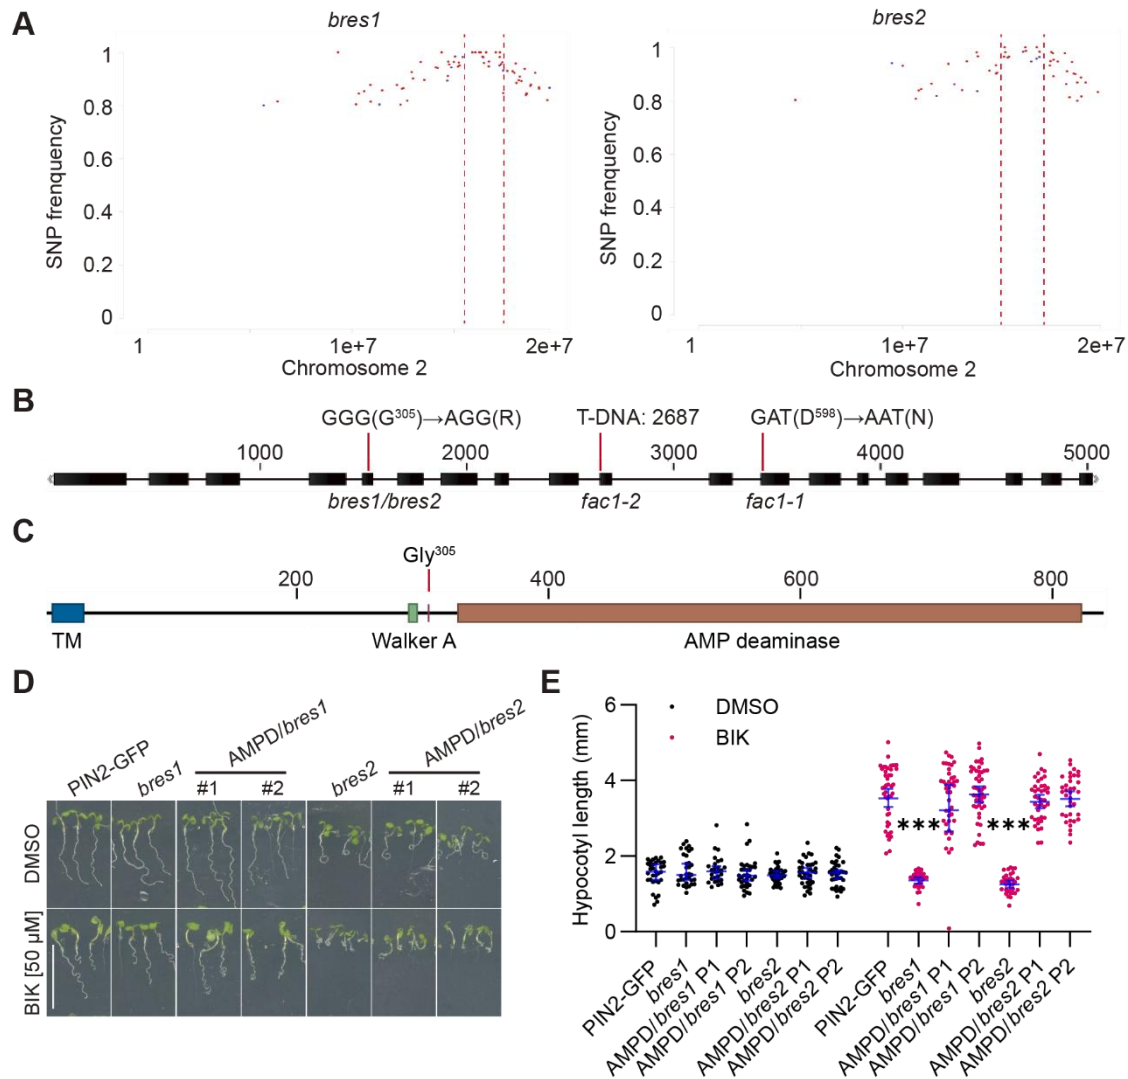 A
bres1
bres2
SNP frenquency
1
0.8
0.6
0.4
0.2
0
1
1e+7
2e+7
Chromosome 2
SNP frenquency
1
0.8
0.6
0.4
0.2
0
1
1e+7
2e+7
Chromosome 2
B
GGG(G³⁰⁵)→AGG(R)
T-DNA: 2687
GAT(D⁵⁹⁸)→AAT(N)
1000
2000
3000
4000
5000
bres1/bres2
fac1-2
fac1-1
C
Gly³⁰⁵
200
400
600
800
TM
Walker A
AMP deaminase
D
PIN2-GFP
bres1
AMPD/bres1
#1
#2
bres2
AMPD/bres2
#1
#2
DMSO
BIK [50 µM]
E
DMSO
BIK
Hypocotyl length (mm)
6
4
2
0
***
***
PIN2-GFP
bres1
AMPD/bres1 P1
AMPD/bres1 P2
bres2
AMPD/bres2 P1
AMPD/bres2 P2
PIN2-GFP
bres1
AMPD/bres1 P1
AMPD/bres1 P2
bres2
AMPD/bres2 P1
AMPD/bres2 P2